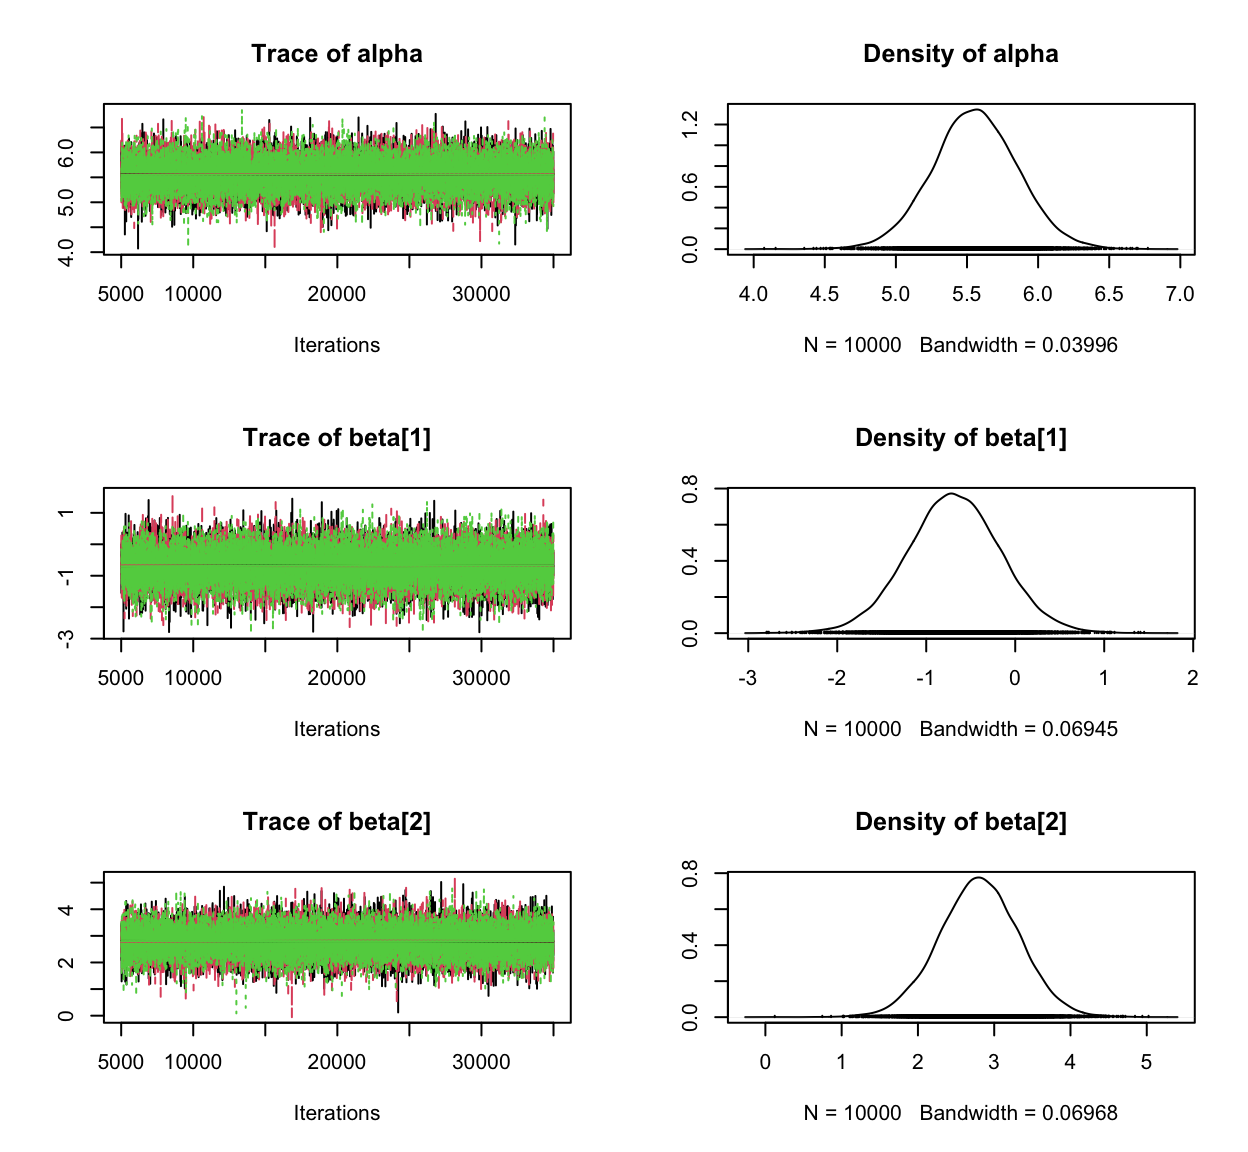 Trace of alpha
4.0 5.0 6.0
5000 10000 20000 30000
Iterations
Density of alpha
0.0 0.6 1.2
4.0 4.5 5.0 5.5 6.0 6.5 7.0
N = 10000 Bandwidth = 0.03996
Trace of beta[1]
-3 -1 1
5000 10000 20000 30000
Iterations
Density of beta[1]
0.0 0.4 0.8
-3 -2 -1 0 1 2
N = 10000 Bandwidth = 0.06945
Trace of beta[2]
0 2 4
5000 10000 20000 30000
Iterations
Density of beta[2]
0.0 0.4 0.8
0 1 2 3 4 5
N = 10000 Bandwidth = 0.06968